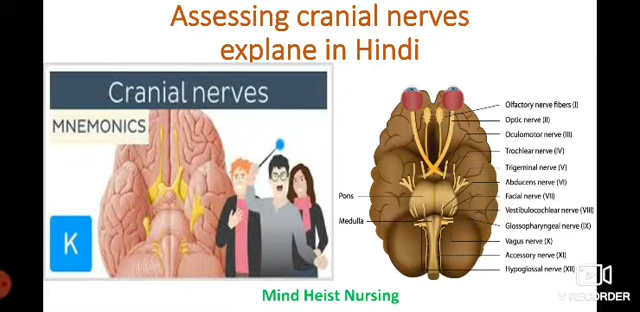 Assessing cranial nerves
explane in Hindi
Cranial nerves
MNEMONICS
K
Olfactory nerve fibers (I)
Optic nerve (II)
Oculomotor nerve (III)
Trochlear nerve (IV)
Trigeminal nerve (V)
Abducens nerve (VI)
Pons
Facial nerve (VII)
Vestibulocochlear nerve (VIII)
Medulla
Glossopharyngeal nerve (IX)
Vagus nerve (X)
Accessory nerve (XI)
Hypoglossal nerve (XII)
Mind Heist Nursing
V RECORDER